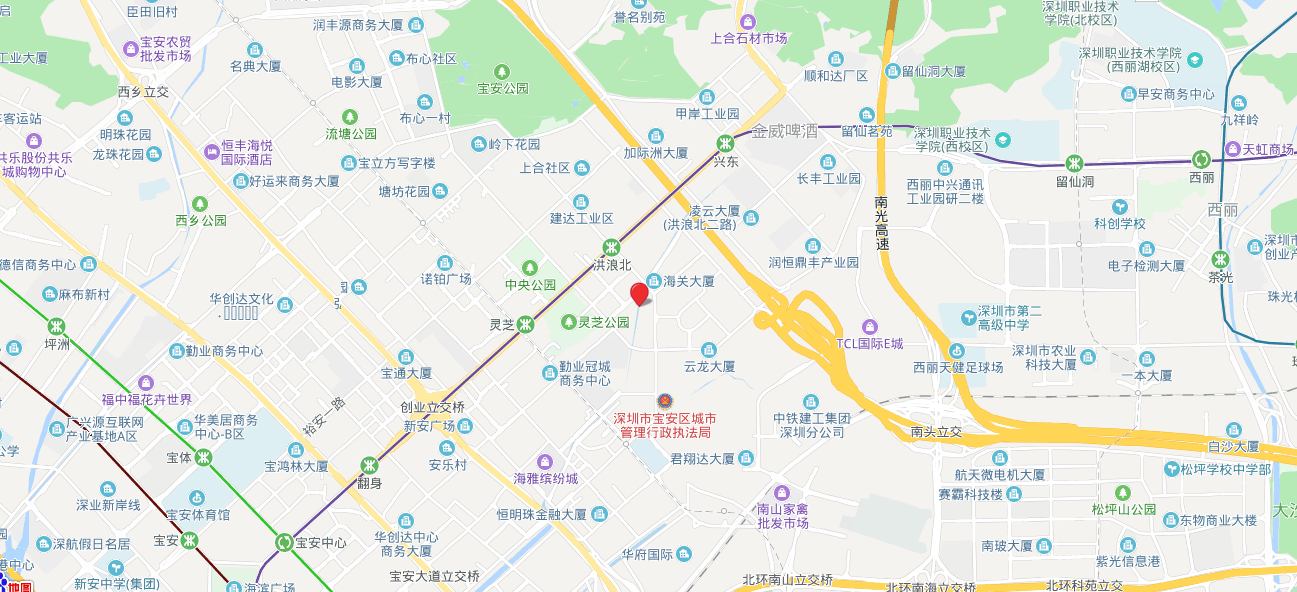 启
臣田旧村
润丰源商务大厦
誉名别苑
上合石材市场
深圳职业技术
学院(北校区)
宝安农贸
批发市场
名典大厦
布心社区
电影大厦
宝安公园
顺和达厂区
留仙洞大厦
深圳职业技术学院
(西丽湖校区)
工业大厦
西乡立交
早安商务中心
九祥岭
车客运站
明珠花园
流塘公园
布心一村
甲岸工业园
金威啤酒
留仙茗苑
深圳职业技术
学院(西校区)
天虹商场
共乐股份共乐
城购物中心
龙珠花园
恒丰海悦
国际酒店
宝立方写字楼
岭下花园
加际洲大厦
兴东
长丰工业园
留仙洞
西丽
好运来商务大厦
塘坊花园
上合社区
西丽中兴通讯
工业园研二楼
西乡公园
建达工业区
凌云大厦
(洪浪北二路)
南光高速
科创学校
西丽
德信商务中心
诺铂广场
中央公园
洪浪北
海关大厦
润恒鼎丰产业园
电子检测大厦
茶光
深圳市
创业产
麻布新村
华创达文化
园
灵芝
灵芝公园
深圳市第二
高级中学
珠光村
坪洲
勤业商务中心
宝通大厦
勤业冠城
商务中心
云龙大厦
TCL国际E城
西丽天健足球场
深圳市农业
科技大厦
一本大厦
福中福花卉世界
创业立交桥
裕安一路
新安广场
深圳市宝安区城市
管理行政执法局
中铁建工集团
深圳分公司
南头立交
白沙大厦
广兴源互联网
产业基地A区
华美居商务
中心-B区
宝体
宝鸿林大厦
安乐村
翻身
海雅缤纷城
君翔达大厦
航天微电机大厦
松坪学校中学部
深业新岸线
宝安体育馆
恒明珠金融大厦
南山家禽
批发市场
赛霸科技楼
松坪山公园
东物商业大楼
大沙
深航假日名居
宝安
宝安中心
华创达中心
商务大厦
华府国际
南玻大厦
紫光信息港
港中心
新安中学(集团)
海滨广场
宝安大道立交桥
北环南山立交桥
北环南海立交桥
北环科苑立交
地图